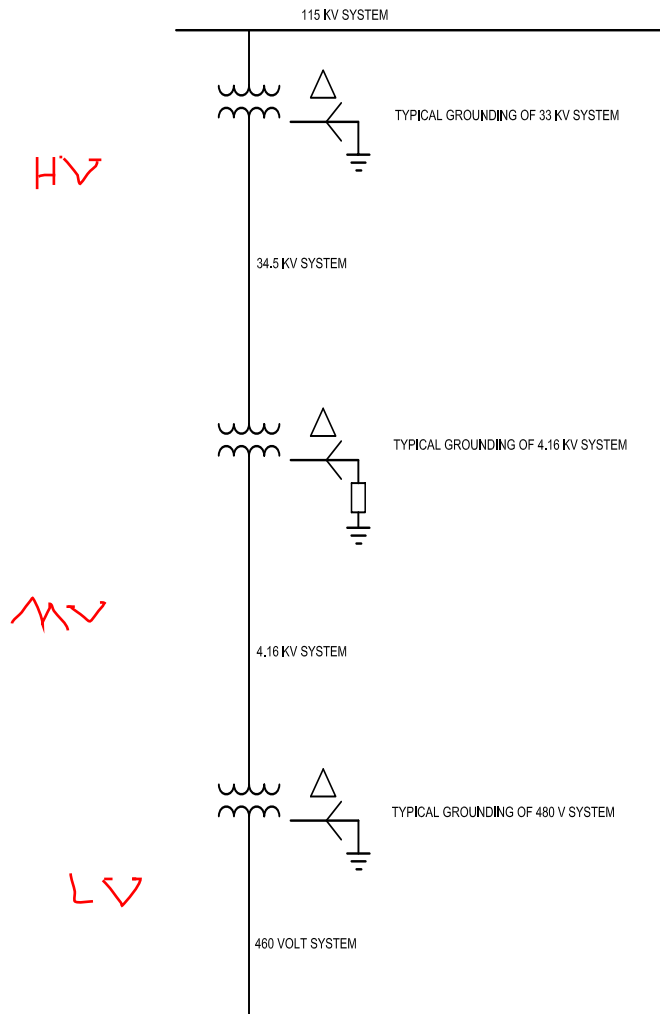 115 KV SYSTEM
TYPICAL GROUNDING OF 33 KV SYSTEM
HV
34.5 KV SYSTEM
TYPICAL GROUNDING OF 4.16 KV SYSTEM
MV
4.16 KV SYSTEM
TYPICAL GROUNDING OF 480 V SYSTEM
LV
460 VOLT SYSTEM